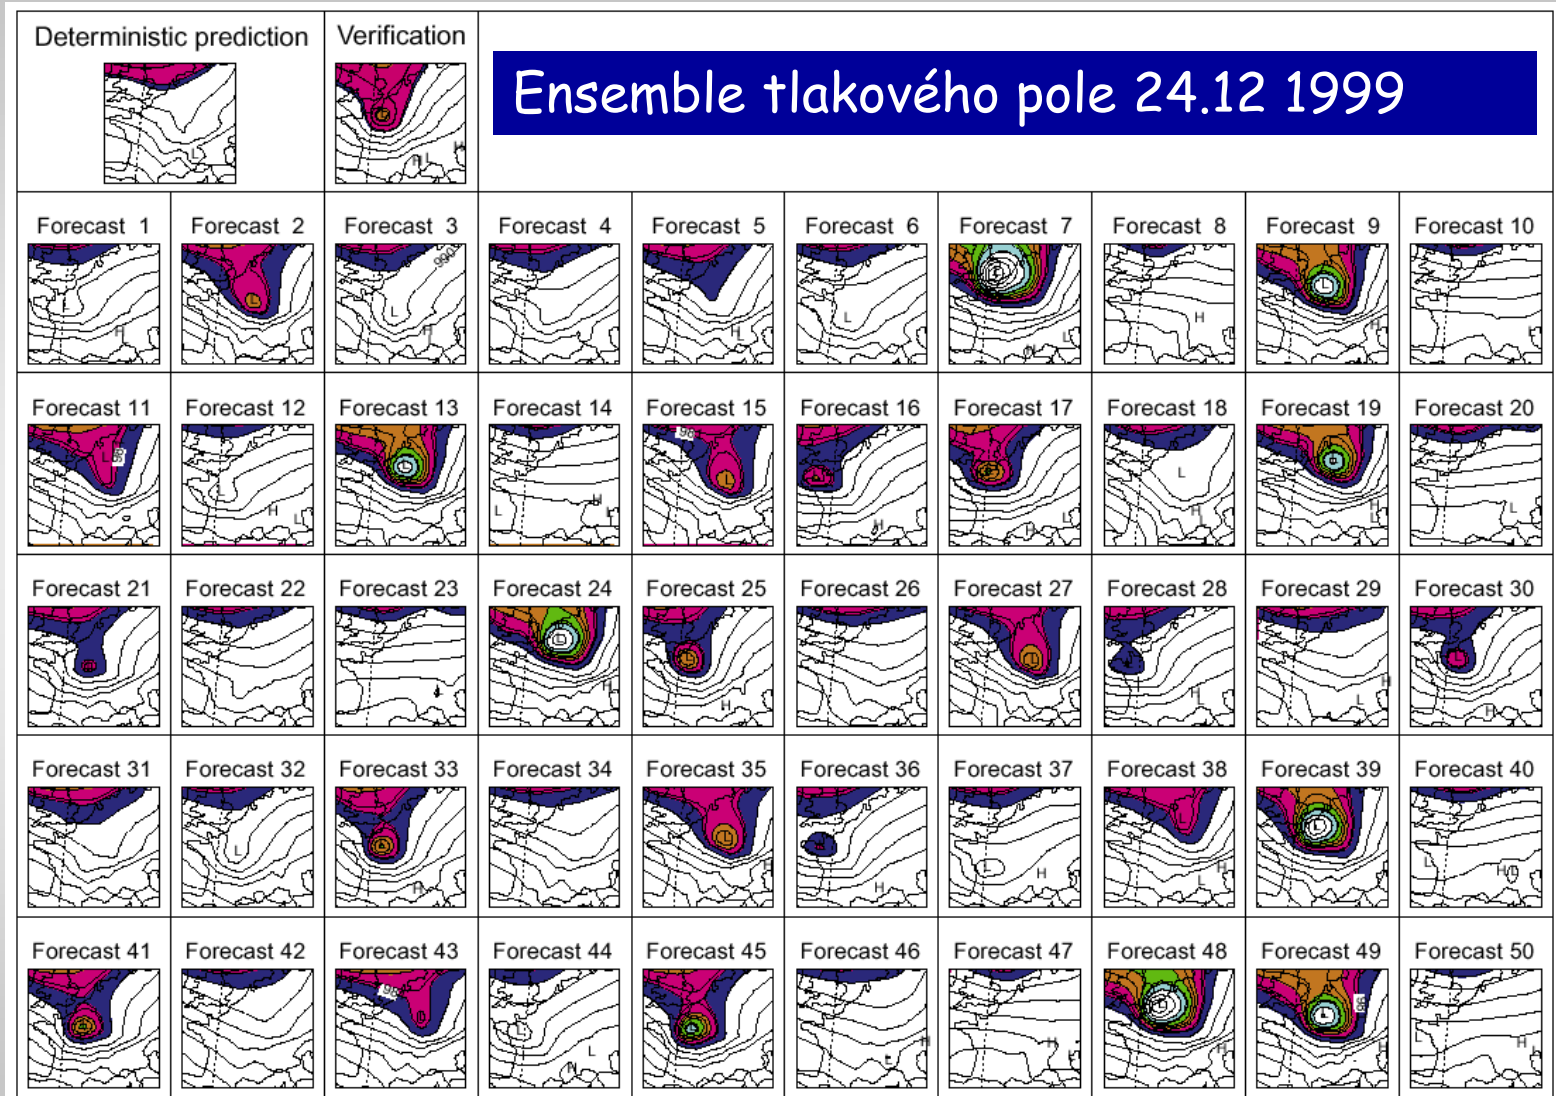 Deterministic prediction Verification
Ensemble tlakového pole 24.12 1999
Forecast 1 Forecast 2 Forecast 3 Forecast 4 Forecast 5 Forecast 6 Forecast 7 Forecast 8 Forecast 9 Forecast 10
Forecast 11 Forecast 12 Forecast 13 Forecast 14 Forecast 15 Forecast 16 Forecast 17 Forecast 18 Forecast 19 Forecast 20
Forecast 21 Forecast 22 Forecast 23 Forecast 24 Forecast 25 Forecast 26 Forecast 27 Forecast 28 Forecast 29 Forecast 30
Forecast 31 Forecast 32 Forecast 33 Forecast 34 Forecast 35 Forecast 36 Forecast 37 Forecast 38 Forecast 39 Forecast 40
Forecast 41 Forecast 42 Forecast 43 Forecast 44 Forecast 45 Forecast 46 Forecast 47 Forecast 48 Forecast 49 Forecast 50